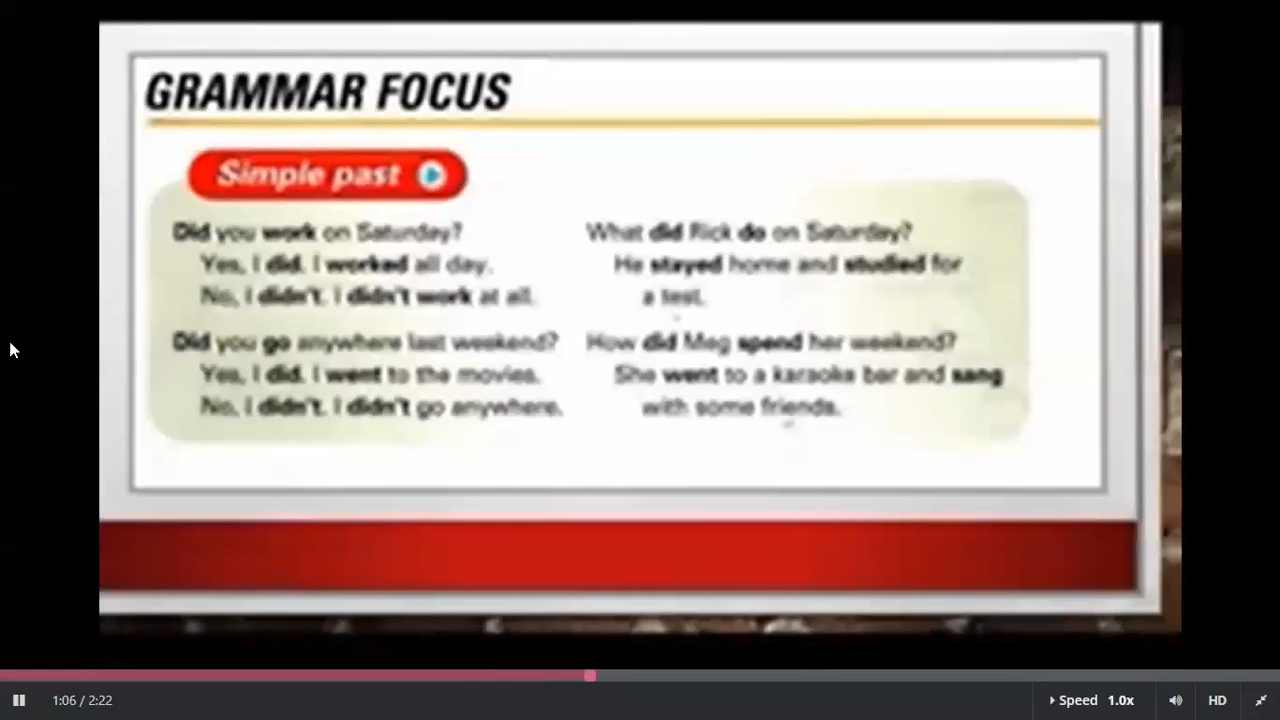 GRAMMAR FOCUS
Simple past
Did you work on Saturday?
Yes, I did. I worked all day.
No, I didn't. I didn't work at all.
Did you go anywhere last weekend?
Yes, I did. I went to the movies.
No, I didn't. I didn't go anywhere.
What did Rick do on Saturday?
He stayed home and studied for
a test.
How did Meg spend her weekend?
She went to a karaoke bar and sang
with some friends.
1:06 / 2:22
Speed 1.0x
HD